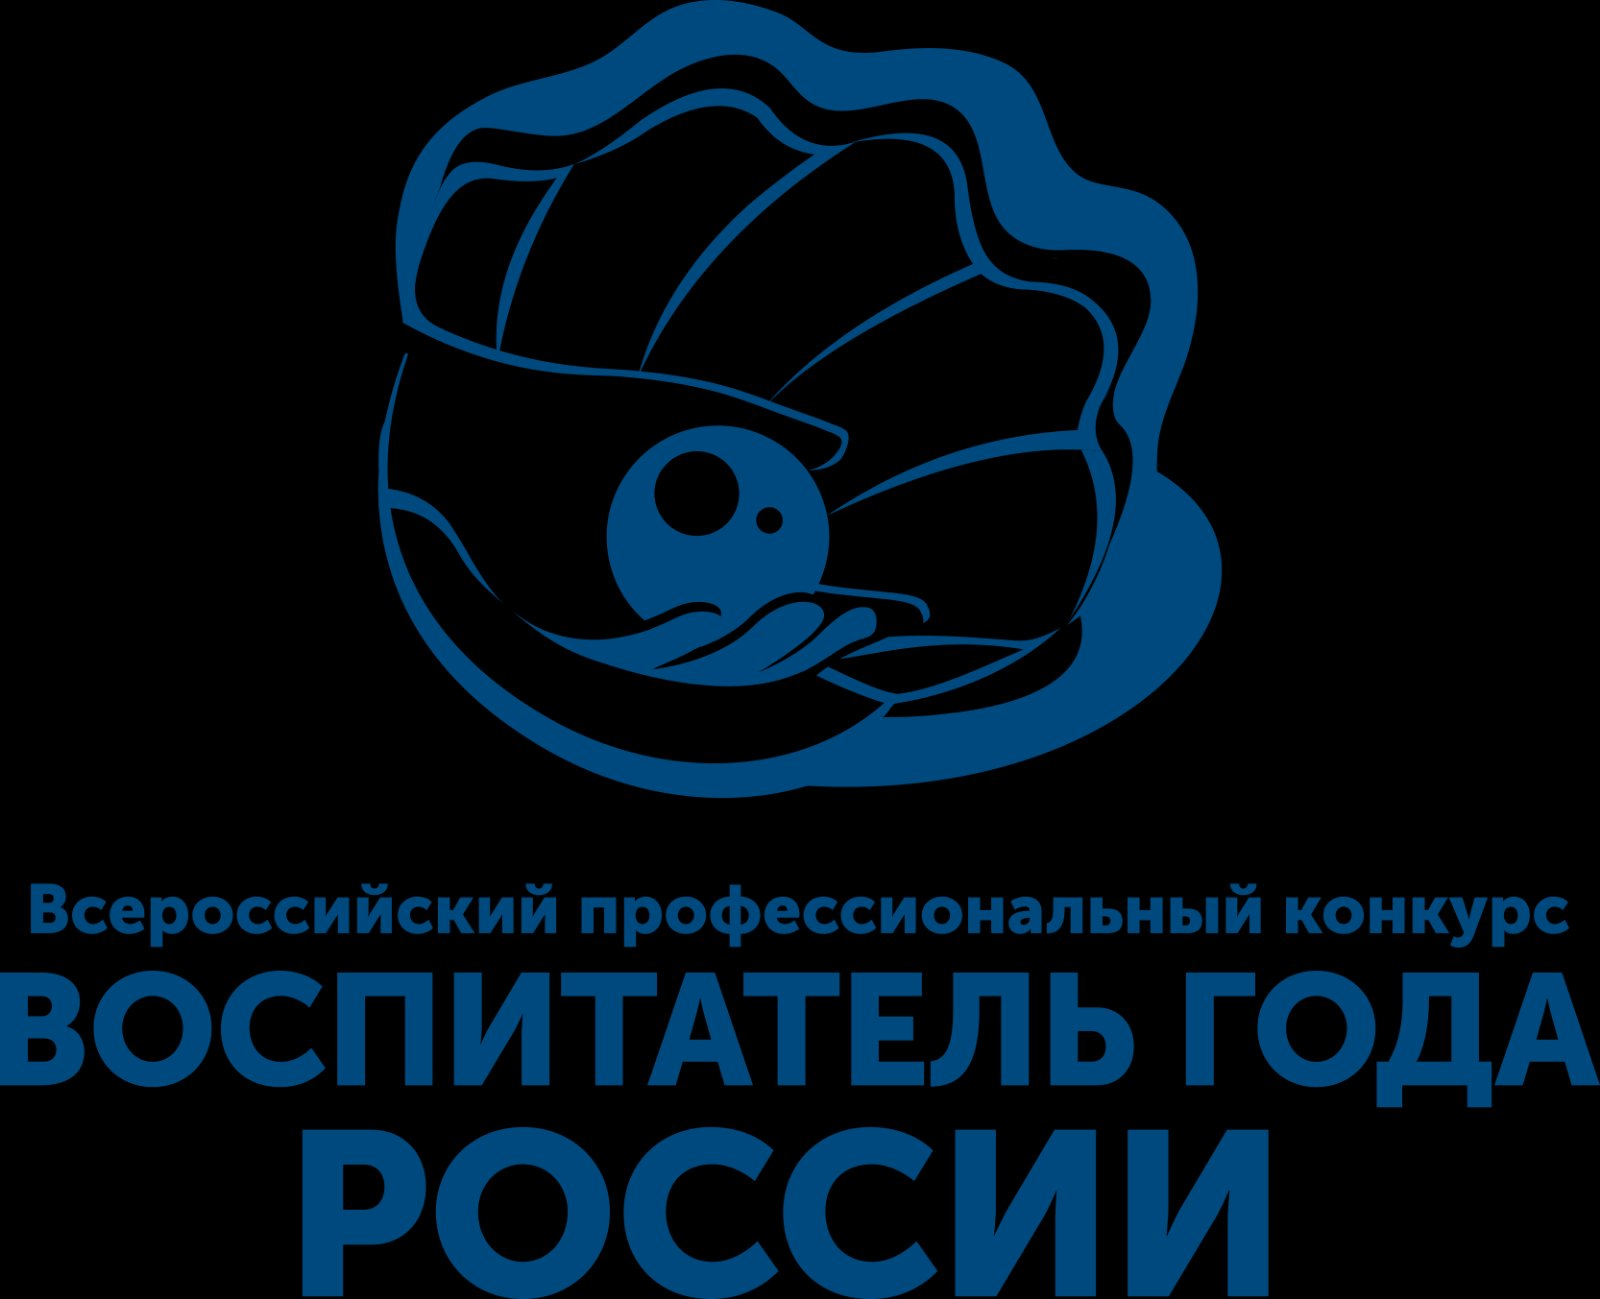 Всероссийский профессиональный конкурс
ВОСПИТАТЕЛЬ ГОДА
РОССИИ